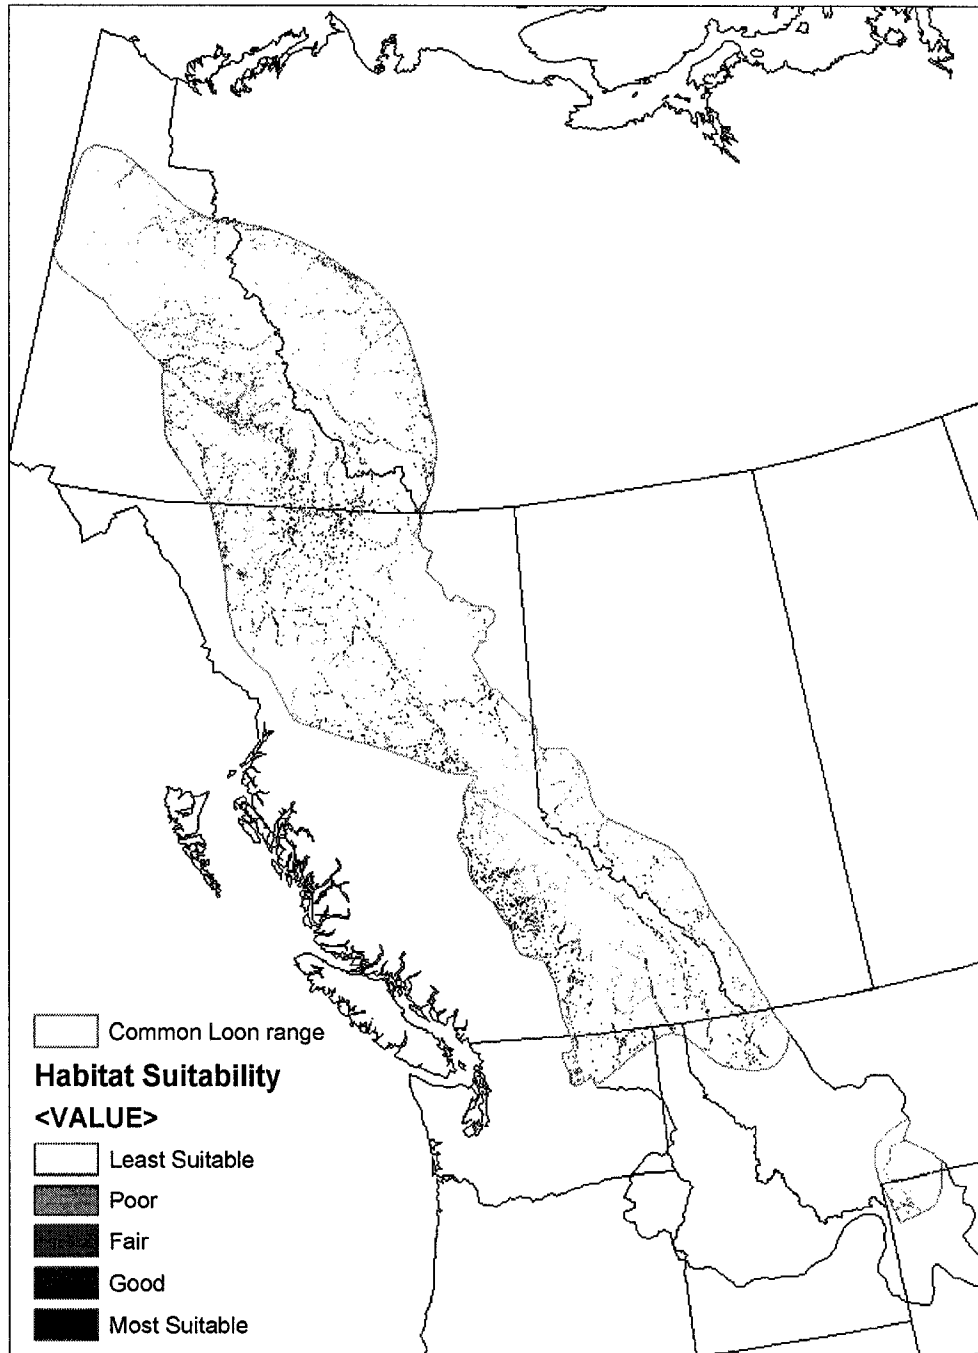 Common Loon range
Habitat Suitability
<VALUE>
Least Suitable
Poor
Fair
Good
Most Suitable